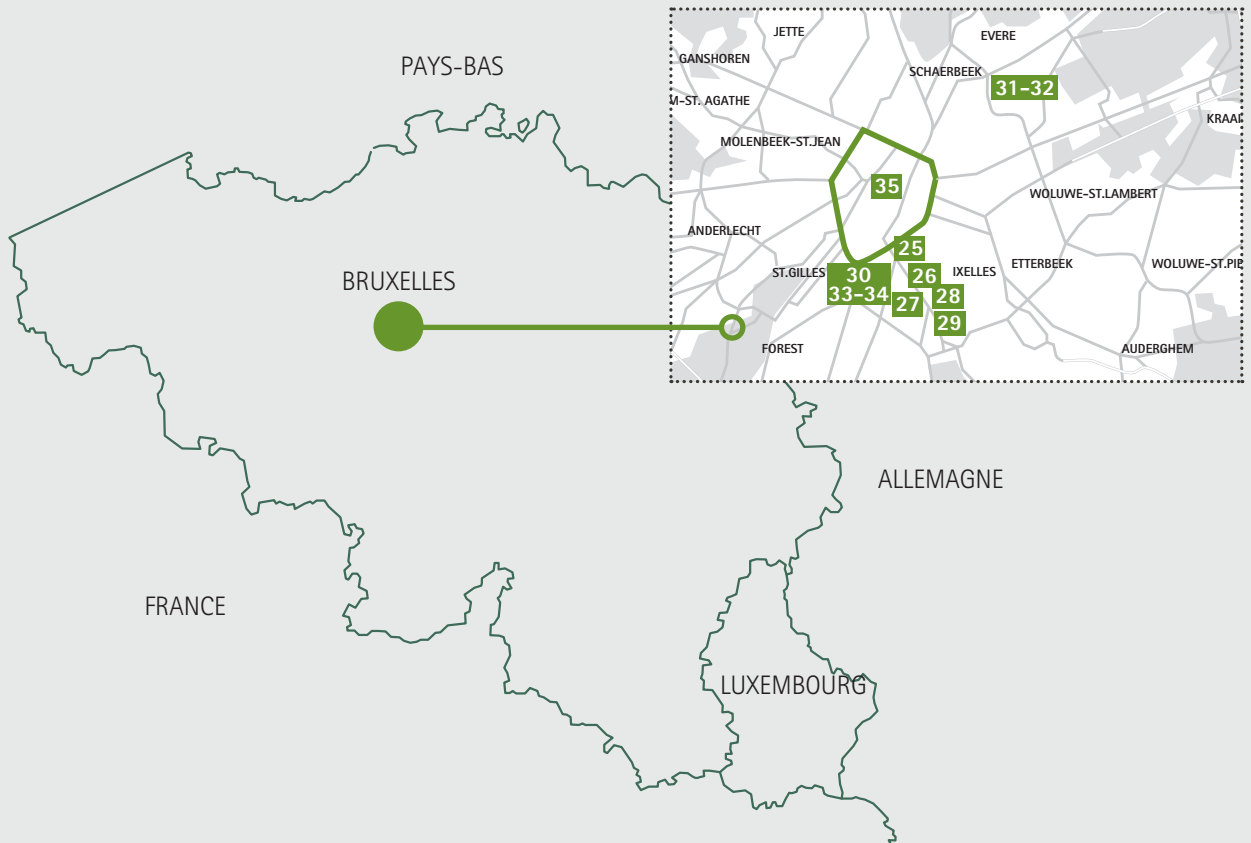 PAYS-BAS
BRUXELLES
FRANCE
ALLEMAGNE
LUXEMBOURG
JETTE
EVERE
GANSHOREN
SCHAERBEEK
31-32
M-ST. AGATHE
KRAAI
MOLENBEEK-ST.JEAN
35
WOLUWE-ST.LAMBERT
ANDERLECHT
25
ST.GILLES
30
33-34
26
IXELLES
ETTERBEEK
WOLUWE-ST.PIE
27
28
29
FOREST
AUDERGHEM